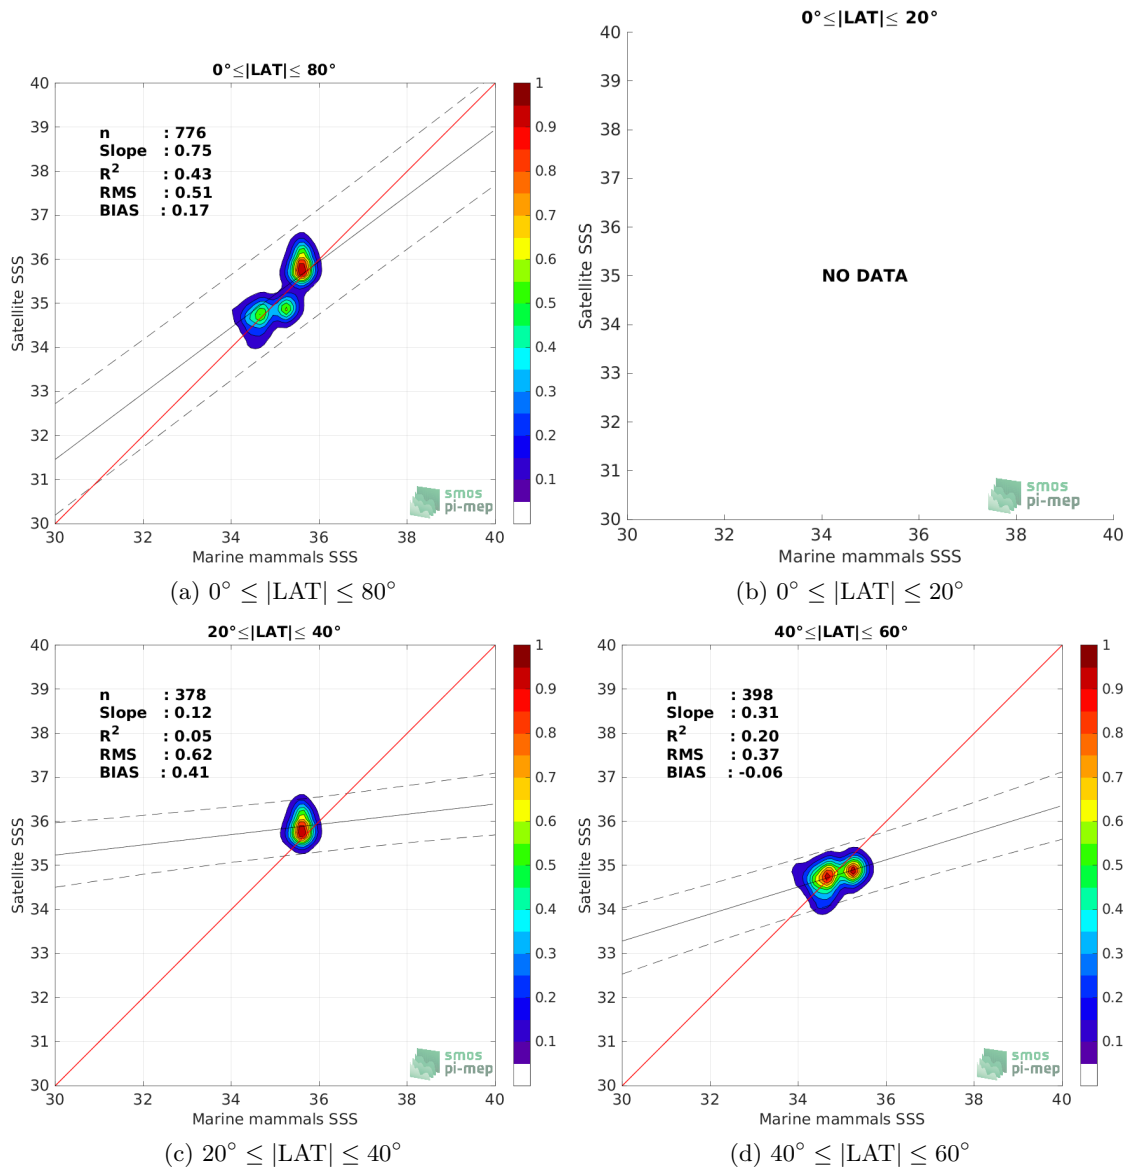 0°≤|LAT|≤ 80°
40
39
38
37
36
35
34
33
32
31
30
Satellite SSS
n : 776
Slope : 0.75
R² : 0.43
RMS : 0.51
BIAS : 0.17
smos
pi-mep
30 32 34 36 38 40
Marine mammals SSS
1
0.9
0.8
0.7
0.6
0.5
0.4
0.3
0.2
0.1
(a) 0° ≤ |LAT| ≤ 80°
0°≤|LAT|≤ 20°
40
39
38
37
36
35
34
33
32
31
30
Satellite SSS
NO DATA
smos
pi-mep
30 32 34 36 38 40
Marine mammals SSS
(b) 0° ≤ |LAT| ≤ 20°
20°≤|LAT|≤ 40°
40
39
38
37
36
35
34
33
32
31
30
Satellite SSS
n : 378
Slope : 0.12
R² : 0.05
RMS : 0.62
BIAS : 0.41
smos
pi-mep
30 32 34 36 38 40
Marine mammals SSS
1
0.9
0.8
0.7
0.6
0.5
0.4
0.3
0.2
0.1
(c) 20° ≤ |LAT| ≤ 40°
40°≤|LAT|≤ 60°
40
39
38
37
36
35
34
33
32
31
30
Satellite SSS
n : 398
Slope : 0.31
R² : 0.20
RMS : 0.37
BIAS : -0.06
smos
pi-mep
30 32 34 36 38 40
Marine mammals SSS
1
0.9
0.8
0.7
0.6
0.5
0.4
0.3
0.2
0.1
(d) 40° ≤ |LAT| ≤ 60°